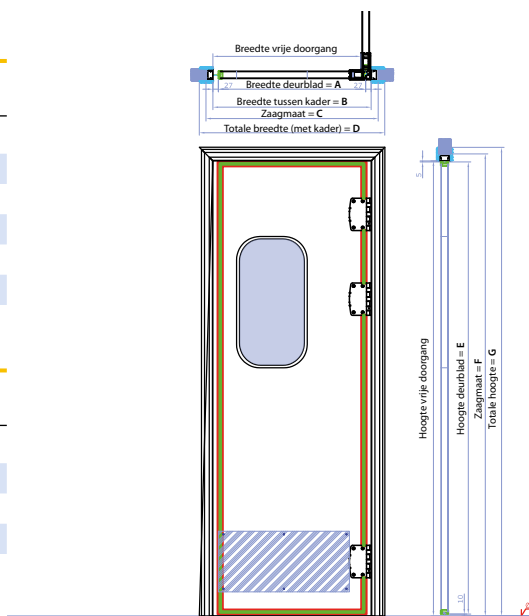 Breedte vrije doorgang
27 Breedte deurblad = A 27
Breedte tussen kader = B
Zaagmaat = C
Totale breedte (met kader) = D
5
Hoogte vrije doorgang
Hoogte deurblad = E
Zaagmaat = F
Totale hoogte = G
10